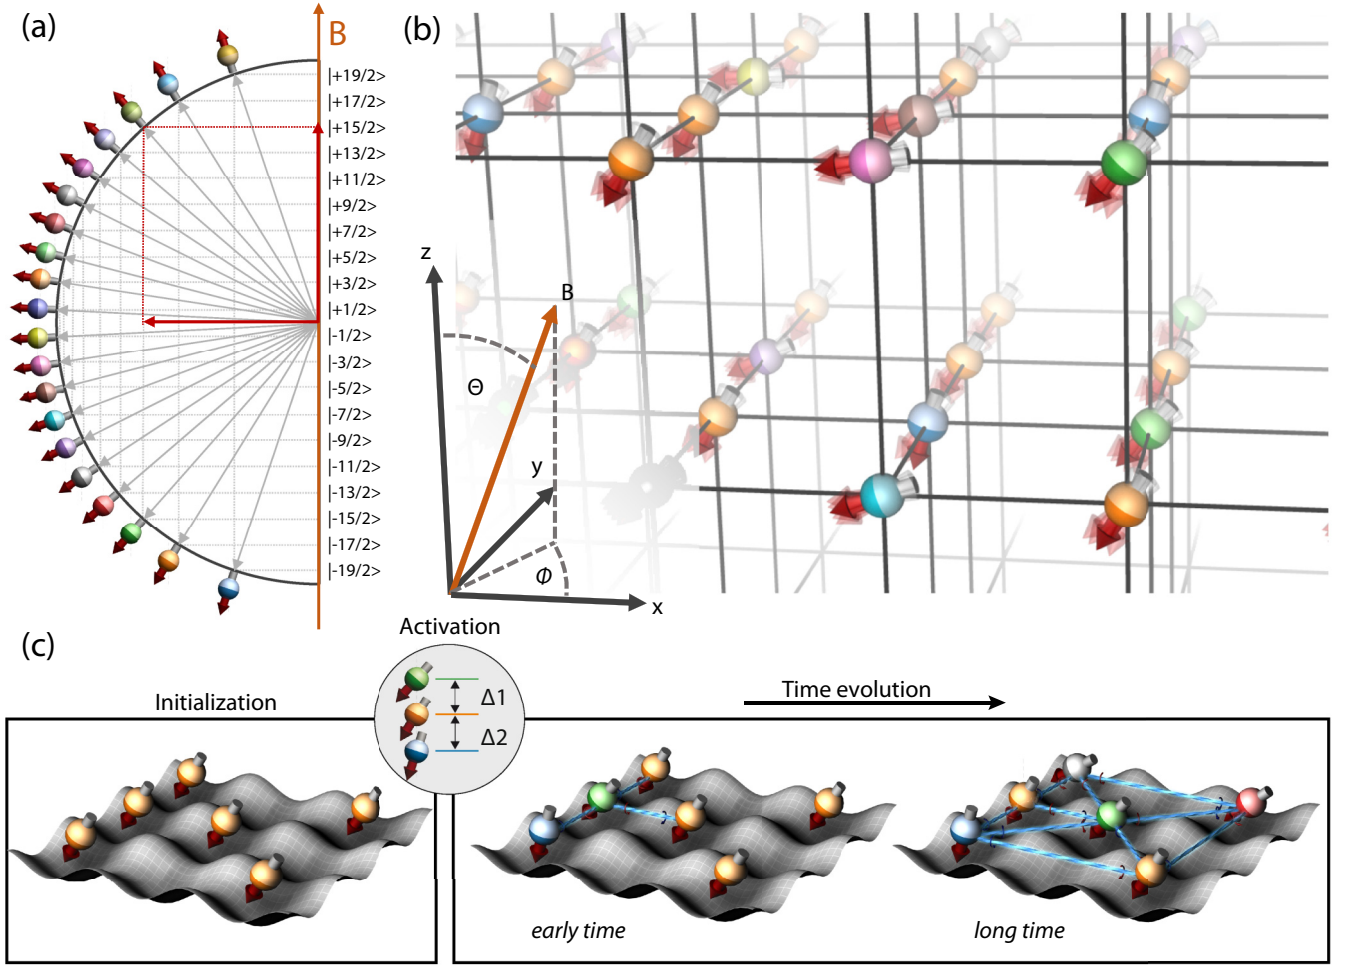 (a)
B
|+19/2>
|+17/2>
|+15/2>
|+13/2>
|+11/2>
|+9/2>
|+7/2>
|+5/2>
|+3/2>
|+1/2>
|-1/2>
|-3/2>
|-5/2>
|-7/2>
|-9/2>
|-11/2>
|-13/2>
|-15/2>
|-17/2>
|-19/2>
(b)
z
B
Θ
y
Φ
x
(c)
Activation
Δ1
Δ2
Initialization
Time evolution
early time
long time